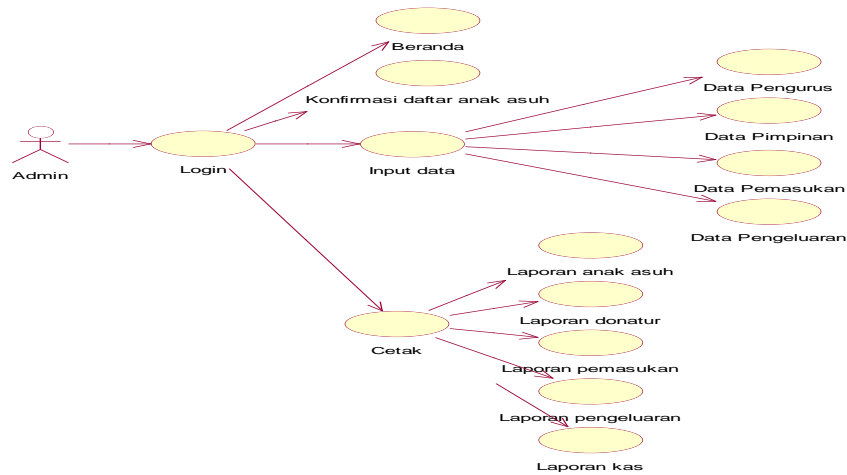 Beranda
Konfirmasi daftar anak asuh
Data Pengurus
Data Pimpinan
Admin
Login
Input data
Data Pemasukan
Data Pengeluaran
Laporan anak asuh
Laporan donatur
Cetak
Laporan pemasukan
Laporan pengeluaran
Laporan kas